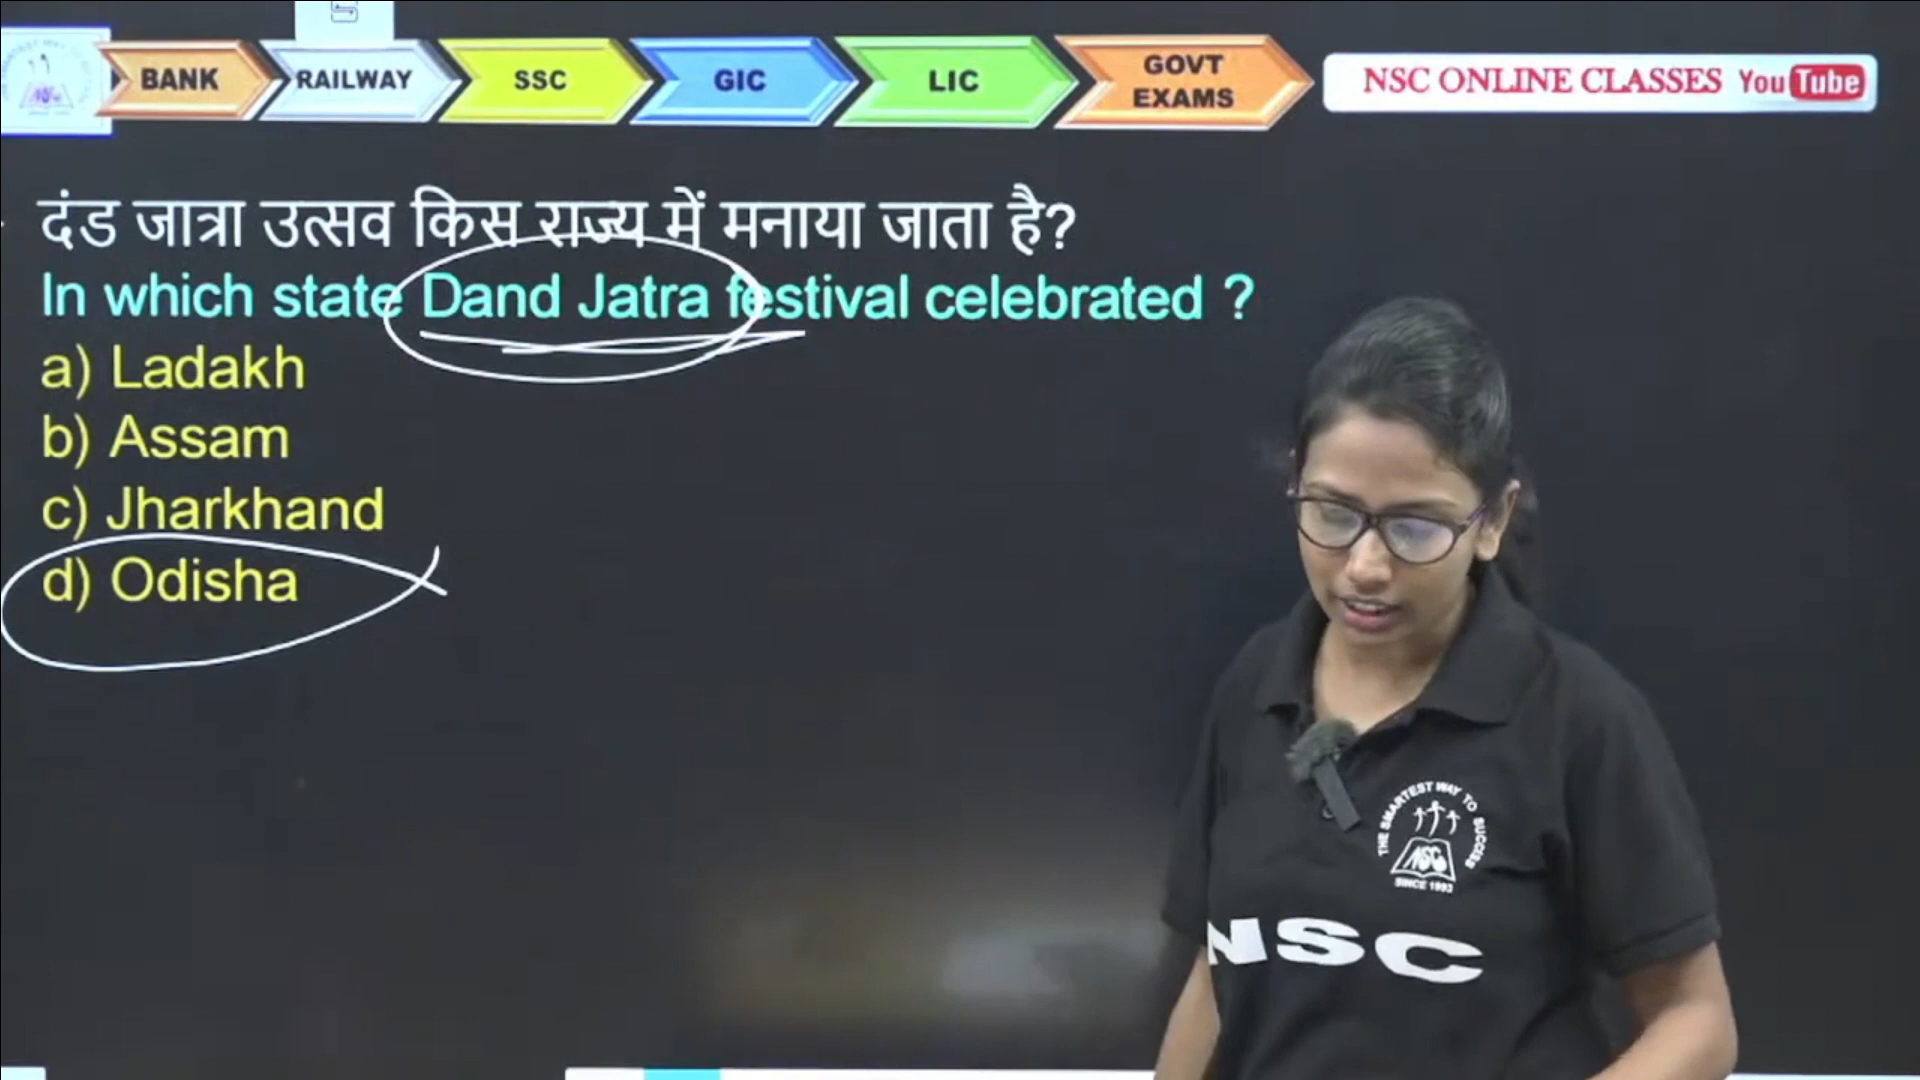 BANK
RAILWAY
SSC
GIC
LIC
GOVT
EXAMS
NSC ONLINE CLASSES YouTube
दंड जात्रा उत्सव किस राज्य में मनाया जाता है?
In which state Dand Jatra festival celebrated ?
a) Ladakh
b) Assam
c) Jharkhand
d) Odisha
THE SMARTEST WAY TO SUCCESS
NSC
SINCE 1993
NSC